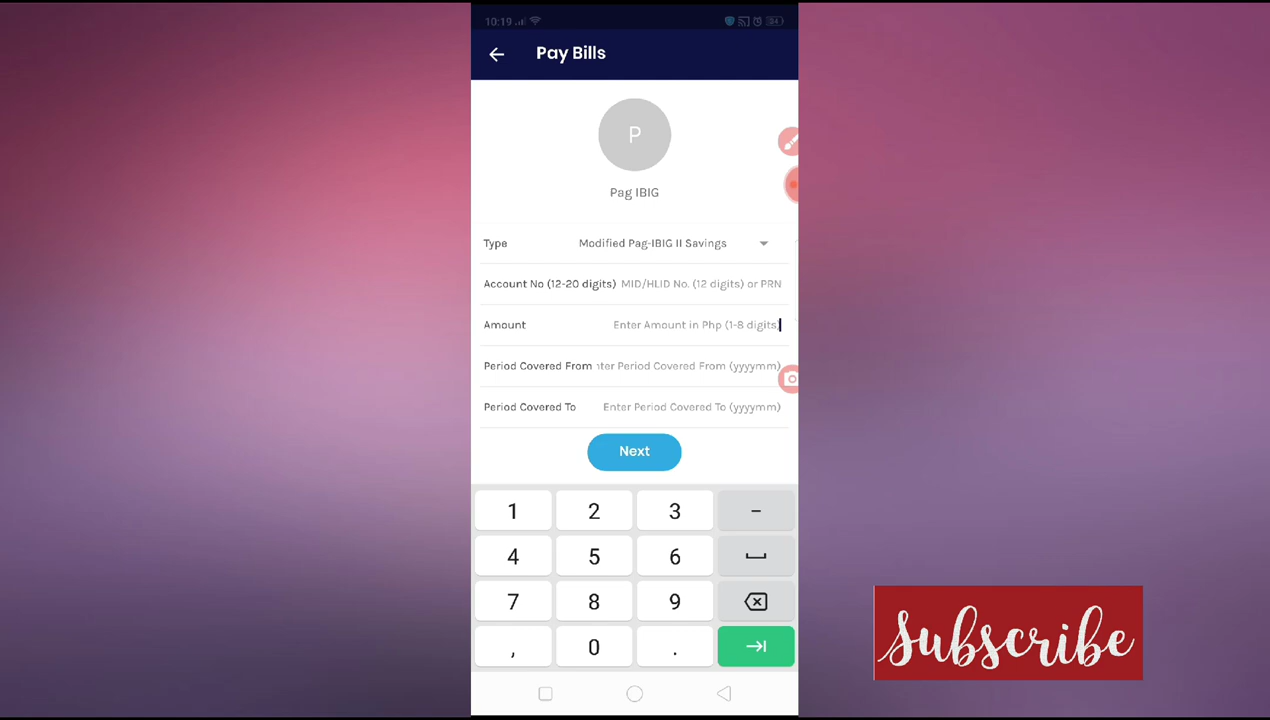 10:19
84
Pay Bills
P
Pag IBIG
Type Modified Pag-IBIG II Savings
Account No (12-20 digits) MID/HLID No. (12 digits) or PRN
Amount Enter Amount in Php (1-8 digits)
Period Covered From ter Period Covered From (yyyymm)
Period Covered To Enter Period Covered To (yyyymm)
Next
1 2 3 -
4 5 6
7 8 9
, 0 .
Subscribe